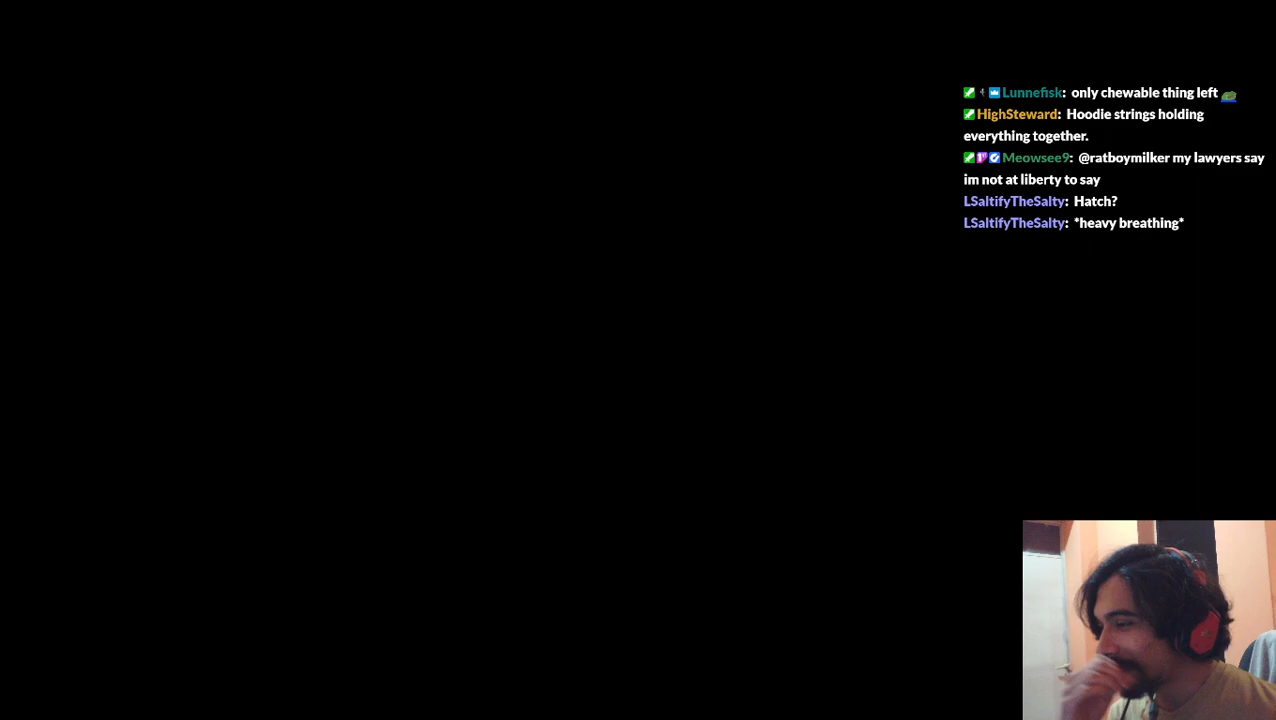 Lunnefisk: only chewable thing left
HighSteward: Hoodie strings holding
everything together.
Meowsee9: @ratboymilker my lawyers say
im not at liberty to say
LSaltifyTheSalty: Hatch?
LSaltifyTheSalty: *heavy breathing*